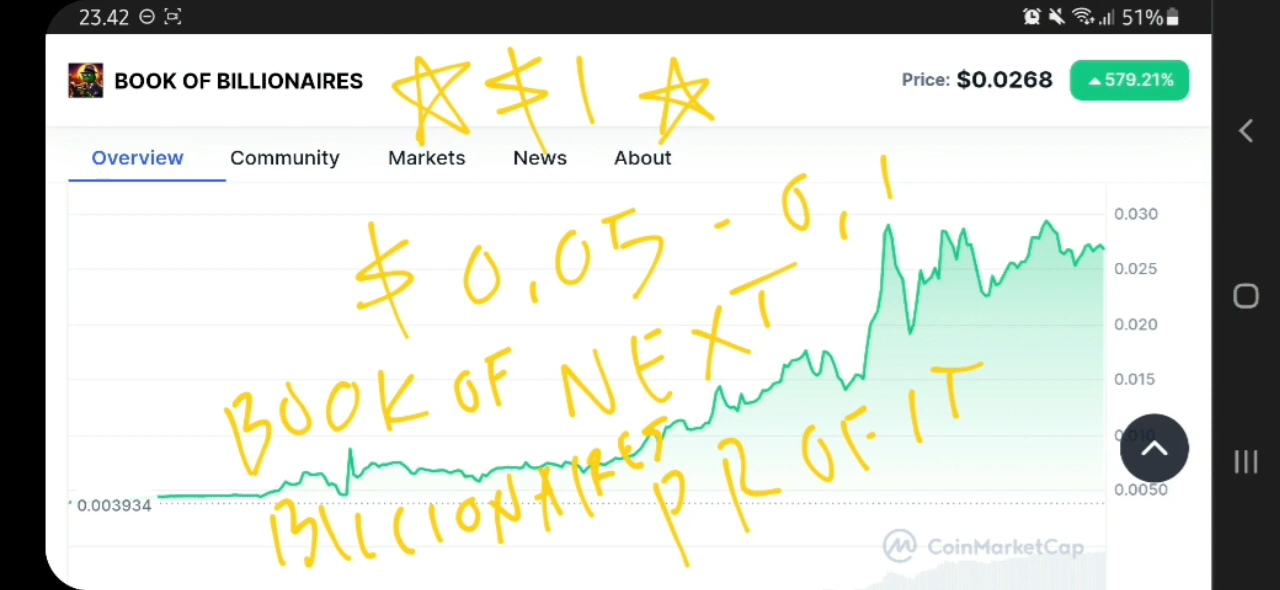 23.42 51%
BOOK OF BILLIONAIRES Price: $0.0268 579.21%
☆ $1 ☆
Overview Community Markets News About
$ 0,05 - 0,1
BOOK OF NEXT
BILLIONAIRET
PROFIT
0.030
0.025
0.020
0.015
0.010
0.0050
0.003934
CoinMarketCap